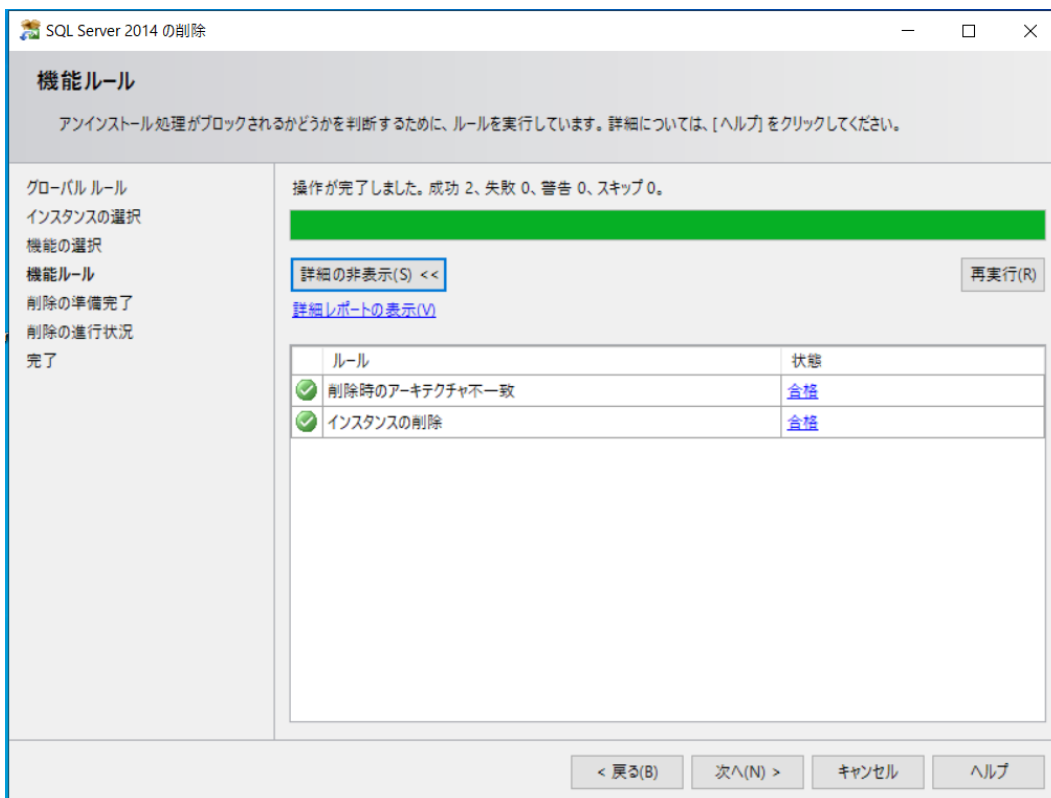 SQL Server 2014 の削除
機能ルール
アンインストール処理がブロックされるかどうかを判断するために、ルールを実行しています。詳細については、[ヘルプ] をクリックしてください。
グローバル ルール
インスタンスの選択
機能の選択
機能ルール
削除の準備完了
削除の進行状況
完了
操作が完了しました。成功 2、失敗 0、警告 0、スキップ 0。
詳細の非表示(S) <<
再実行(R)
詳細レポートの表示(V)
ルール 状態
削除時のアーキテクチャ不一致 合格
インスタンスの削除 合格
< 戻る(B) 次へ(N) > キャンセル ヘルプ